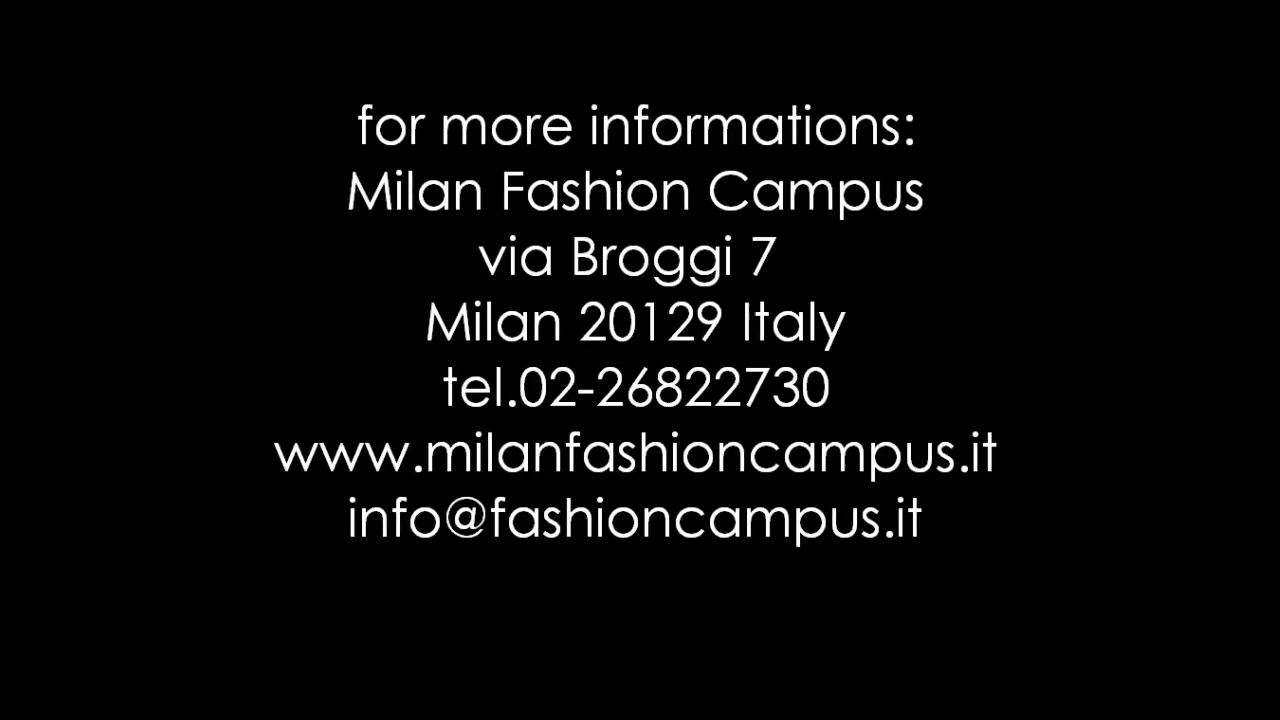 for more informations:
Milan Fashion Campus
via Broggi 7
Milan 20129 Italy
tel.02-26822730
www.milanfashioncampus.it
info@fashioncampus.it